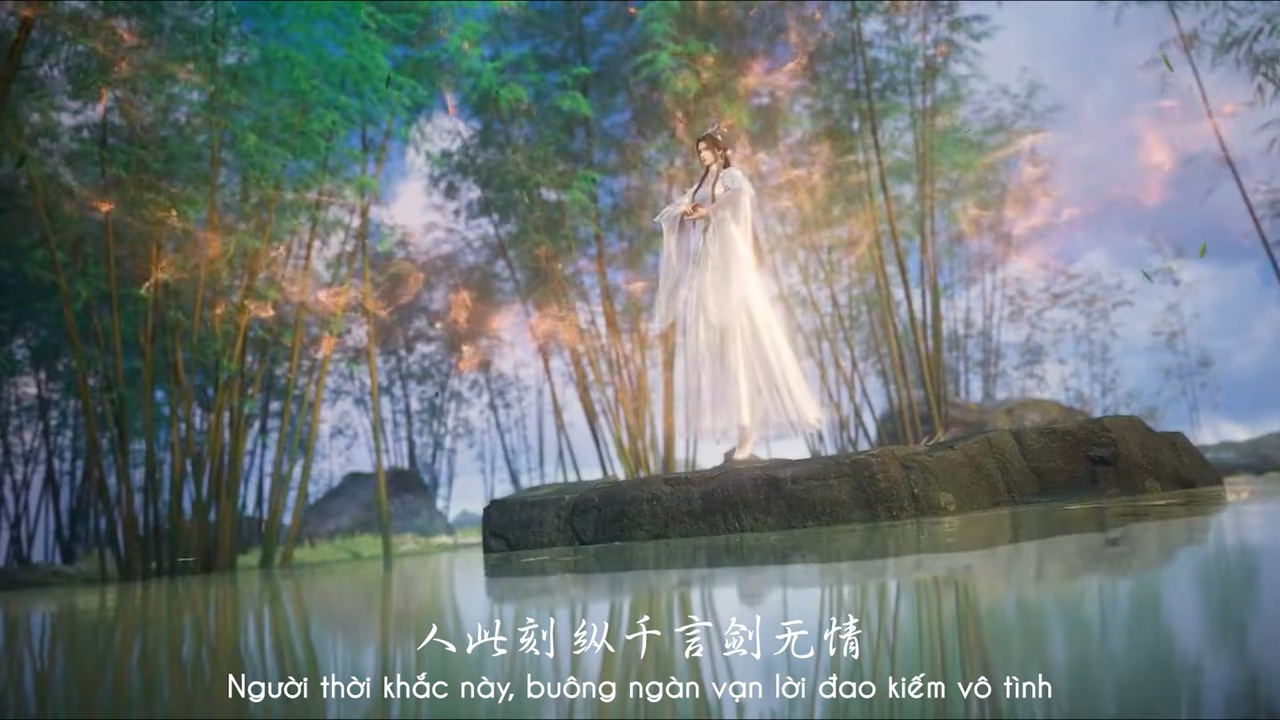 人此刻 纵千言剑无情
Người thời khắc này, buông ngàn vạn lời đao kiếm vô tình